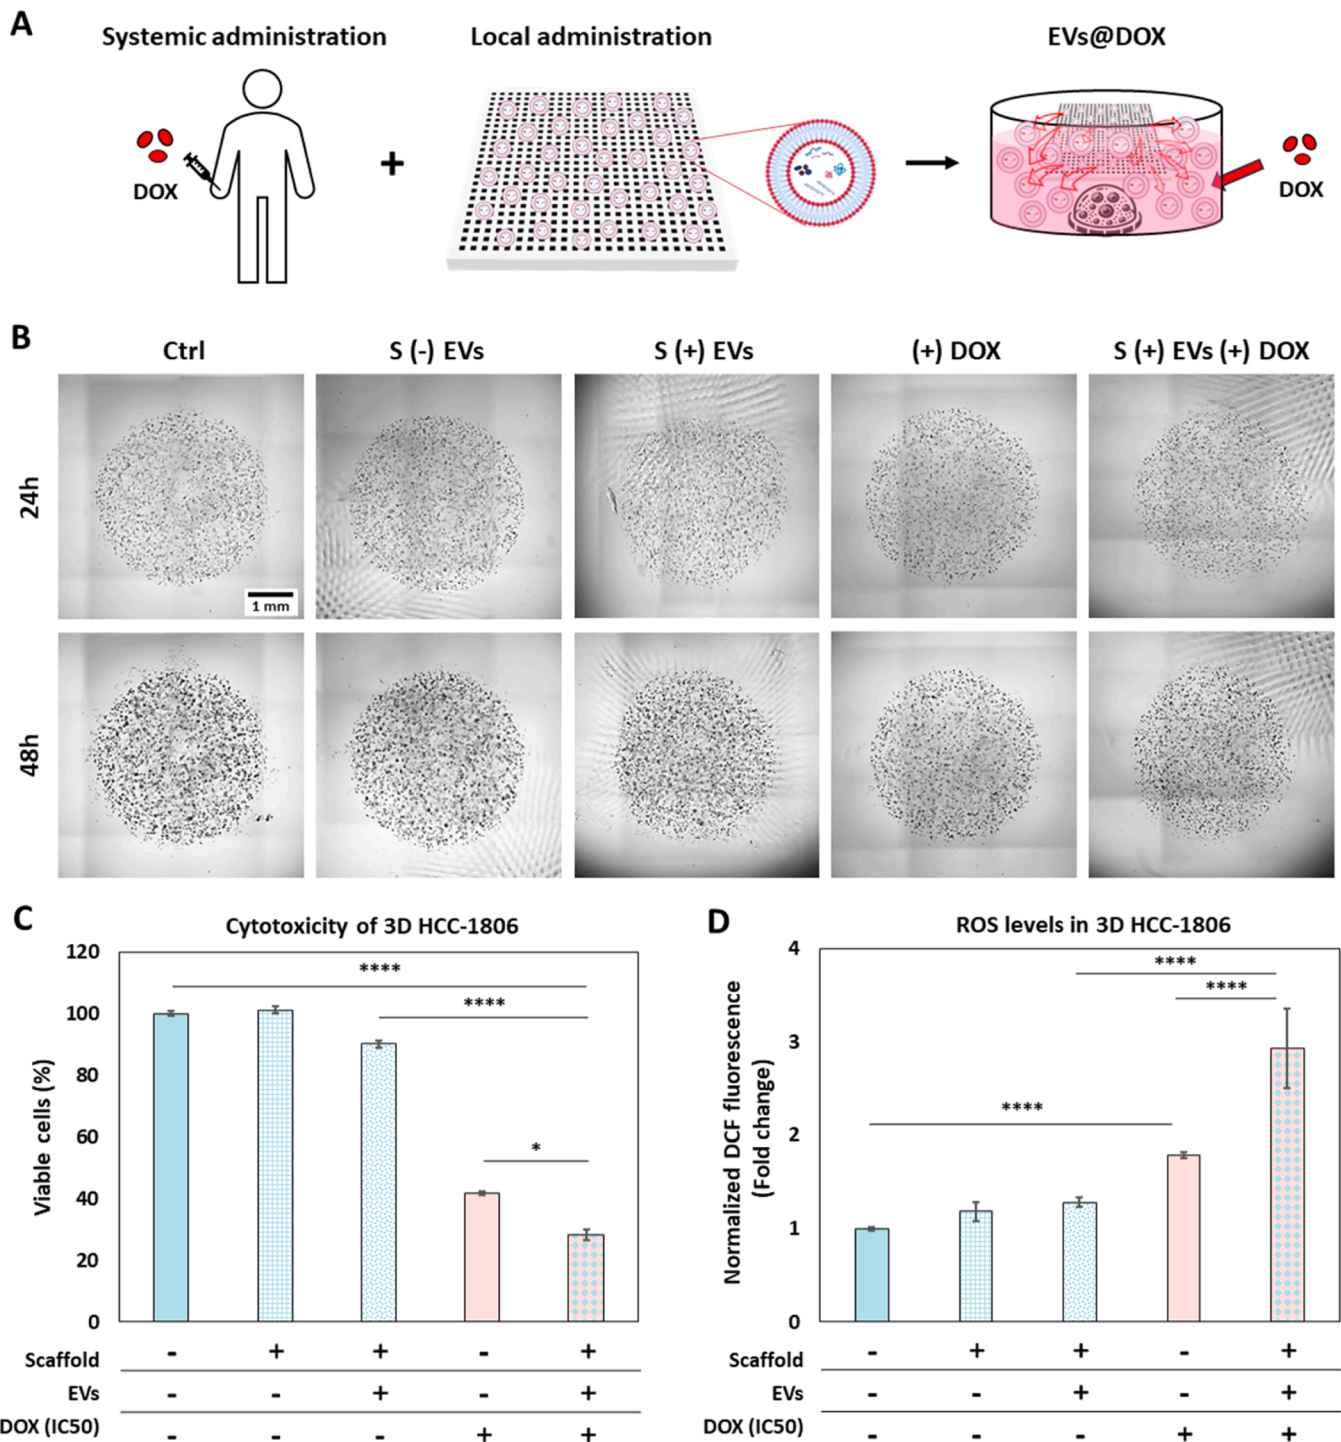 A
Systemic administration
Local administration
EVs@DOX
DOX
+
DOX
B
Ctrl
S (-) EVs
S (+) EVs
(+) DOX
S (+) EVs (+) DOX
24h
1 mm
48h
C
Cytotoxicity of 3D HCC-1806
Viable cells (%)
120
100
80
60
40
20
0
****
****
*
Scaffold - + + - +
EVs - - + - +
DOX (IC50) - - - + +
D
ROS levels in 3D HCC-1806
Normalized DCF fluorescence
(Fold change)
4
3
2
1
0
****
****
****
Scaffold - + + - +
EVs - - + - +
DOX (IC50) - - - + +